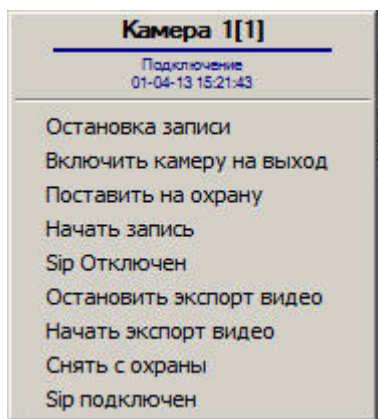 Камера 1[1]
Подключение
01-04-13 15:21:43
Остановка записи
Включить камеру на выход
Поставить на охрану
Начать запись
Sip Отключен
Остановить экспорт видео
Начать экспорт видео
Снять с охраны
Sip подключен